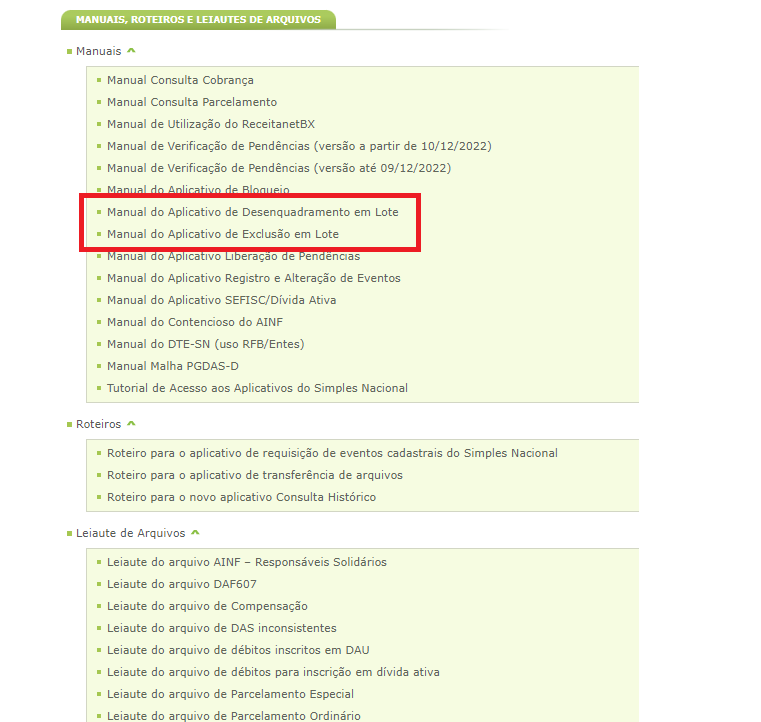 MANUAIS, ROTEIROS E LEIAUTES DE ARQUIVOS
Manuais
Manual Consulta Cobrança
Manual Consulta Parcelamento
Manual de Utilização do ReceitanetBX
Manual de Verificação de Pendências (versão a partir de 10/12/2022)
Manual de Verificação de Pendências (versão até 09/12/2022)
Manual do Aplicativo de Bloqueio
Manual do Aplicativo de Desenquadramento em Lote
Manual do Aplicativo de Exclusão em Lote
Manual do Aplicativo Liberação de Pendências
Manual do Aplicativo Registro e Alteração de Eventos
Manual do Aplicativo SEFISC/Dívida Ativa
Manual do Contencioso do AINF
Manual do DTE-SN (uso RFB/Entes)
Manual Malha PGDAS-D
Tutorial de Acesso aos Aplicativos do Simples Nacional
Roteiros
Roteiro para o aplicativo de requisição de eventos cadastrais do Simples Nacional
Roteiro para o aplicativo de transferência de arquivos
Roteiro para o novo aplicativo Consulta Histórico
Leiaute de Arquivos
Leiaute do arquivo AINF – Responsáveis Solidários
Leiaute do arquivo DAF607
Leiaute do arquivo de Compensação
Leiaute do arquivo de DAS inconsistentes
Leiaute do arquivo de débitos inscritos em DAU
Leiaute do arquivo de débitos para inscrição em dívida ativa
Leiaute do arquivo de Parcelamento Especial
Leiaute do arquivo de Parcelamento Ordinário